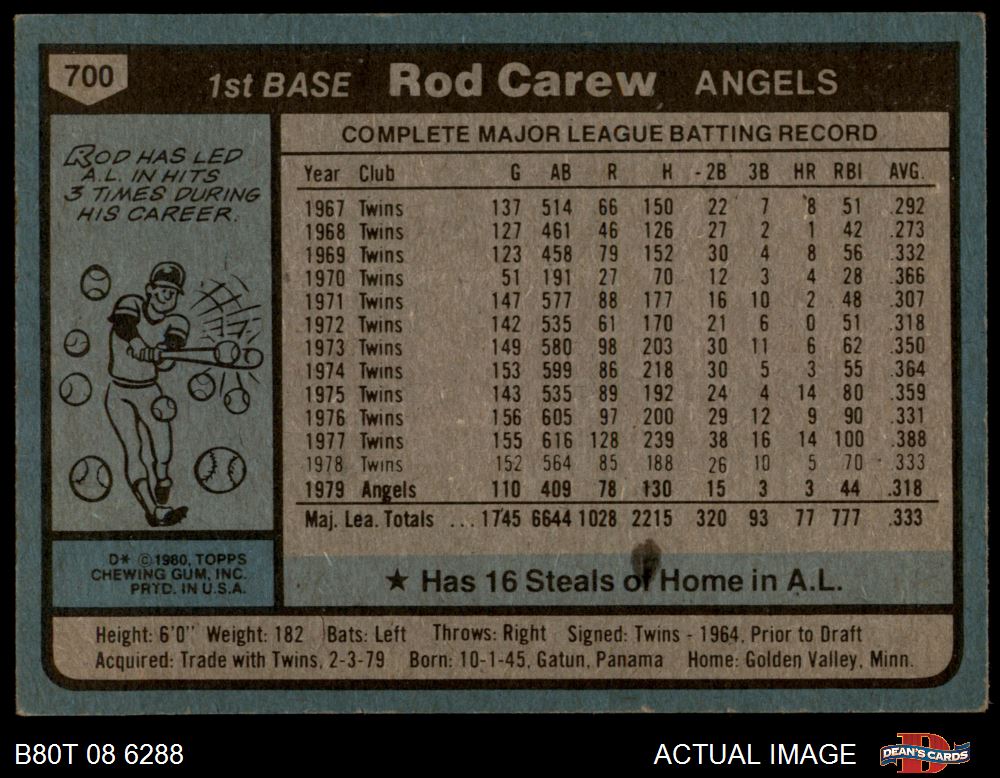 700
1st BASE Rod Carew ANGELS
ROD HAS LED
A.L. IN HITS
3 TIMES DURING
HIS CAREER.
COMPLETE MAJOR LEAGUE BATTING RECORD
Year Club G AB R H 2B 3B HR RBI AVG.
1967 Twins 137 514 66 150 22 7 8 51 .292
1968 Twins 127 461 46 126 27 2 1 42 .273
1969 Twins 123 458 79 152 30 4 8 56 .332
1970 Twins 51 191 27 70 12 3 4 28 .366
1971 Twins 147 577 88 177 16 10 2 48 .307
1972 Twins 142 535 61 170 21 6 0 51 .318
1973 Twins 149 580 98 203 30 11 6 62 .350
1974 Twins 153 599 86 218 30 5 3 55 .364
1975 Twins 143 535 89 192 24 4 14 80 .359
1976 Twins 156 605 97 200 29 12 9 90 .331
1977 Twins 155 616 128 239 38 16 14 100 .388
1978 Twins 152 564 85 188 26 10 5 70 .333
1979 Angels 110 409 78 130 15 3 3 44 .318
Maj. Lea. Totals ... 1745 6644 1028 2215 320 93 77 777 .333
D* © 1980, TOPPS
CHEWING GUM, INC.
PRTD. IN U.S.A.
★ Has 16 Steals of Home in A.L.
Height: 6'0" Weight: 182 Bats: Left Throws: Right Signed: Twins - 1964, Prior to Draft
Acquired: Trade with Twins, 2-3-79 Born: 10-1-45, Gatun, Panama Home: Golden Valley, Minn.
B80T 08 6288
ACTUAL IMAGE
DEAN'S CARDS